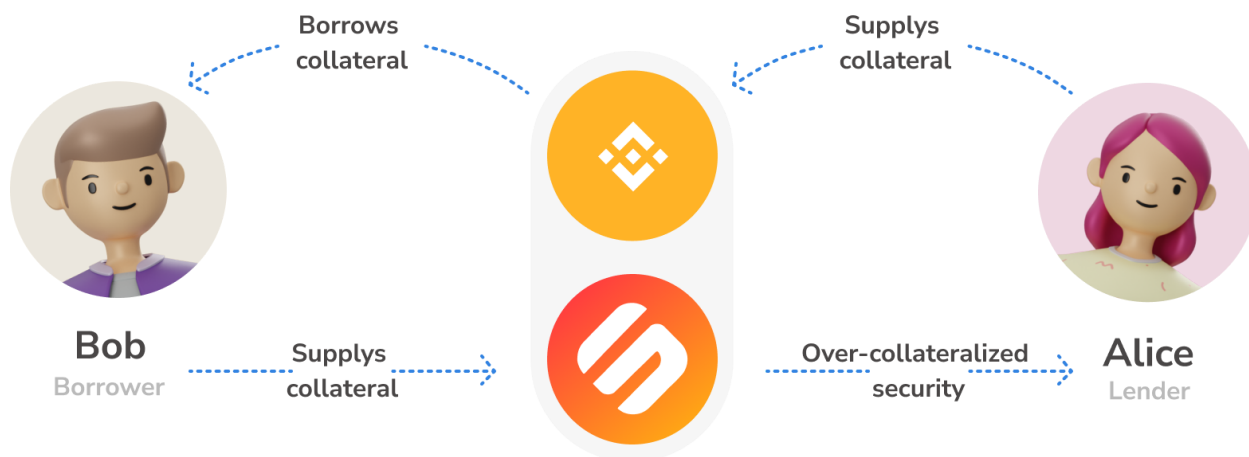 Borrows
collateral
Supplys
collateral
Bob
Borrower
Supplys
collateral
Over-collateralized
security
Alice
Lender